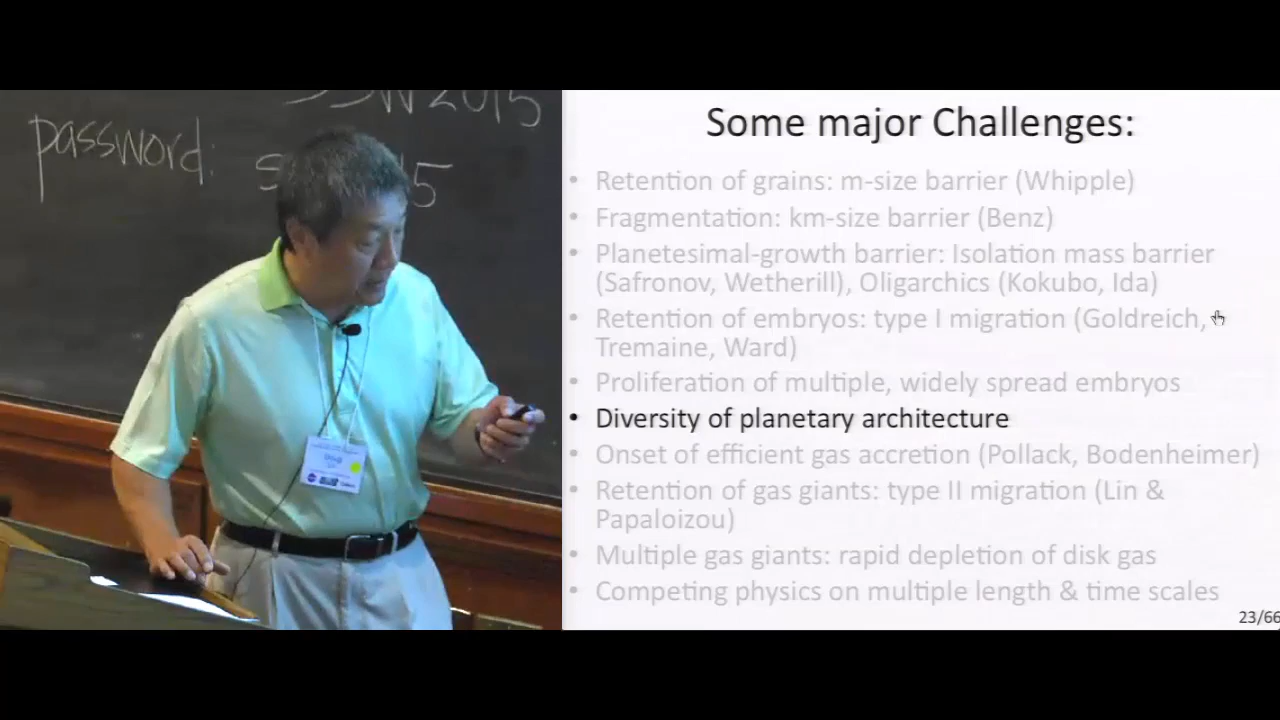 SSW 2015
password:
5
Doug
Some major Challenges:
• Retention of grains: m-size barrier (Whipple)
• Fragmentation: km-size barrier (Benz)
• Planetesimal-growth barrier: Isolation mass barrier
(Safronov, Wetherill), Oligarchics (Kokubo, Ida)
• Retention of embryos: type I migration (Goldreich,
Tremaine, Ward)
• Proliferation of multiple, widely spread embryos
• Diversity of planetary architecture
• Onset of efficient gas accretion (Pollack, Bodenheimer)
• Retention of gas giants: type II migration (Lin &
Papaloizou)
• Multiple gas giants: rapid depletion of disk gas
• Competing physics on multiple length & time scales
23/66